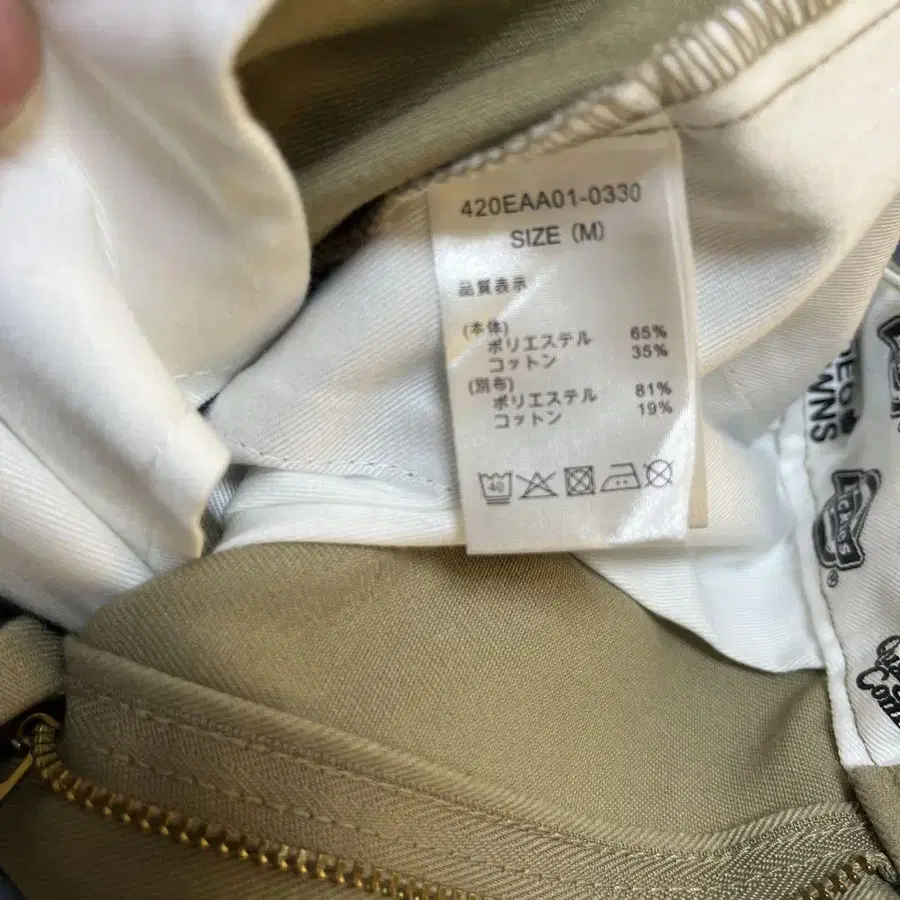 420EAA01-0330
SIZE (M)
品質表示
(本体)
ポリエステル 65%
コットン 35%
(別布)
ポリエステル 81%
コットン 19%
40